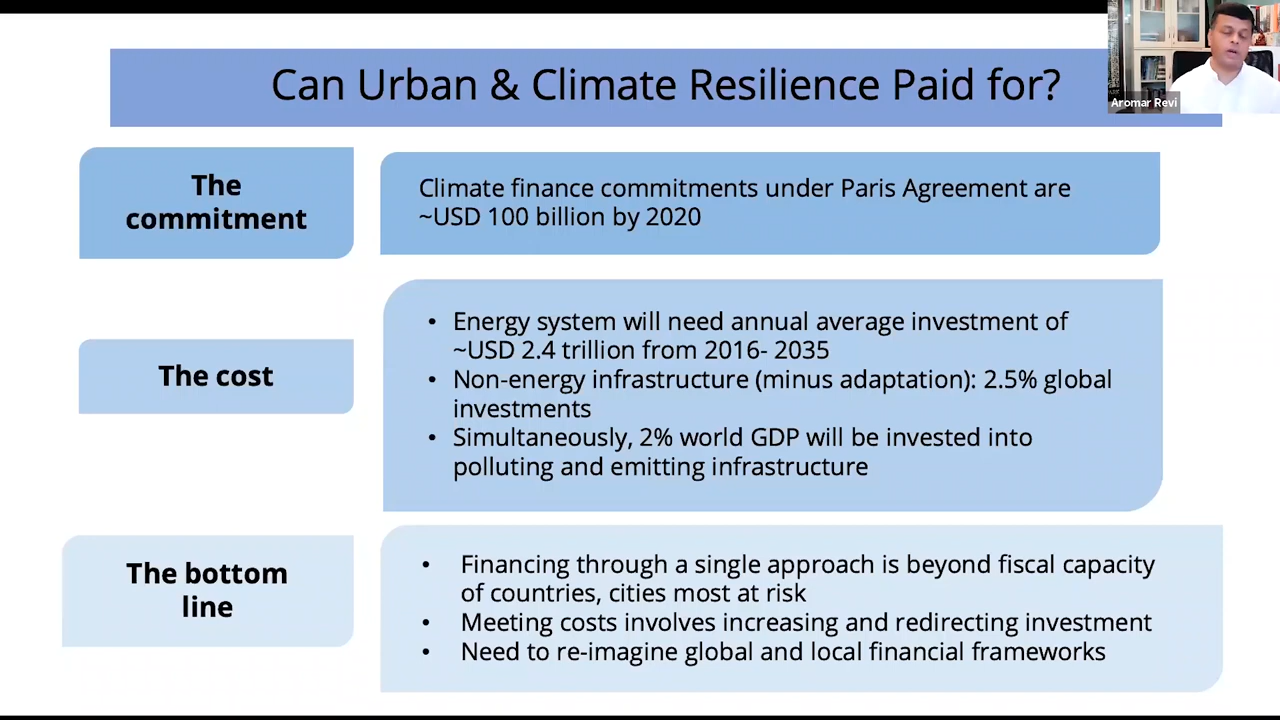 Can Urban & Climate Resilience Paid for?
Aromar Revi
The
commitment
Climate finance commitments under Paris Agreement are
~USD 100 billion by 2020
The cost
• Energy system will need annual average investment of
~USD 2.4 trillion from 2016- 2035
• Non-energy infrastructure (minus adaptation): 2.5% global
investments
• Simultaneously, 2% world GDP will be invested into
polluting and emitting infrastructure
The bottom
line
• Financing through a single approach is beyond fiscal capacity
of countries, cities most at risk
• Meeting costs involves increasing and redirecting investment
• Need to re-imagine global and local financial frameworks